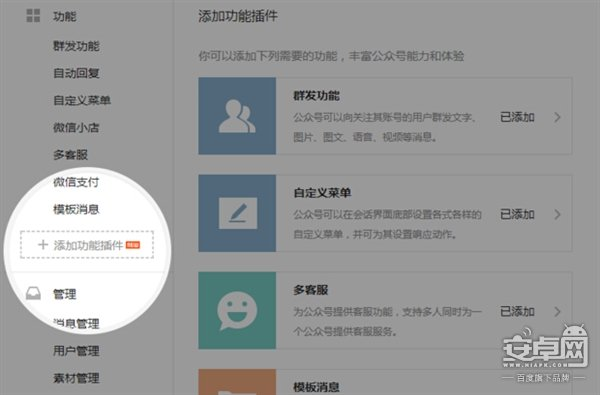 功能
群发功能
自动回复
自定义菜单
微信小店
多客服
微信支付
模板消息
+ 添加功能插件
管理
消息管理
用户管理
素材管理
添加功能插件
你可以添加下列需要的功能，丰富公众号能力和体验
群发功能
公众号可以向关注其账号的用户群发文字、
图片、图文、语音、视频等消息。
已添加
自定义菜单
公众号可以在会话界面底部设置各式各样的
自定义菜单，并可为其设置响应动作。
已添加
多客服
为公众号提供客服功能，支持多人同时为一
个公众号提供客服服务。
已添加
模板消息
安卓网
WWW.HIAPK.COM
百度旗下品牌